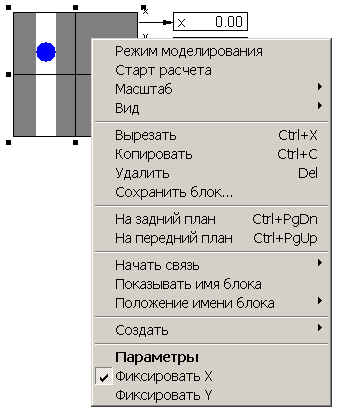 x
x 0.00
Режим моделирования
Старт расчета
Масштаб
Вид
Вырезать Ctrl+X
Копировать Ctrl+C
Удалить Del
Сохранить блок...
На задний план Ctrl+PgDn
На передний план Ctrl+PgUp
Начать связь
Показывать имя блока
Положение имени блока
Создать
Параметры
Фиксировать X
Фиксировать Y